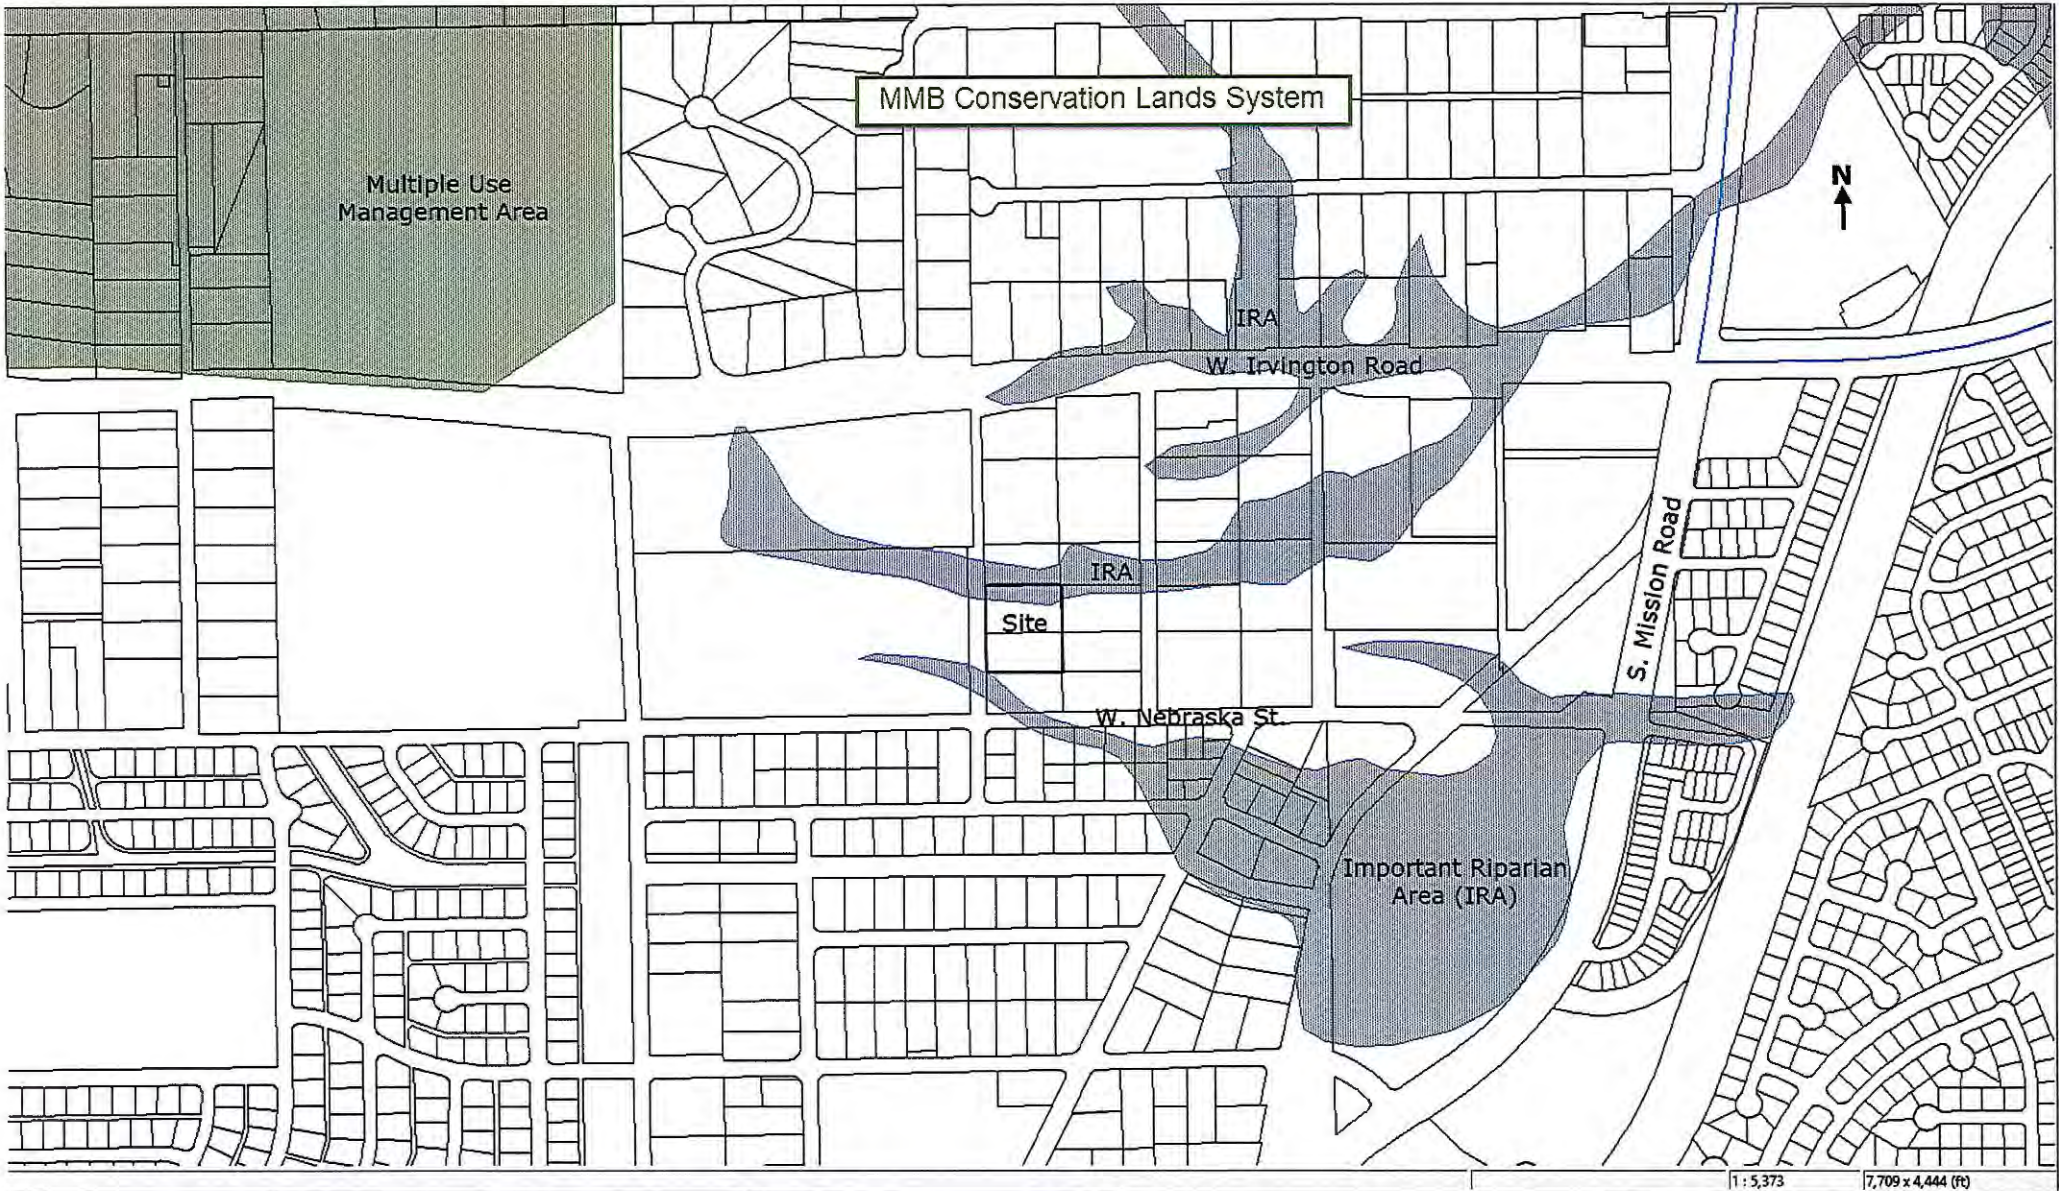 MMB Conservation Lands System
Multiple Use
Management Area
N
IRA
W. Irvington Road
IRA
Site
S. Mission Road
W. Nebraska St.
Important Riparian
Area (IRA)
1 : 5,373
7,709 x 4,444 (ft)